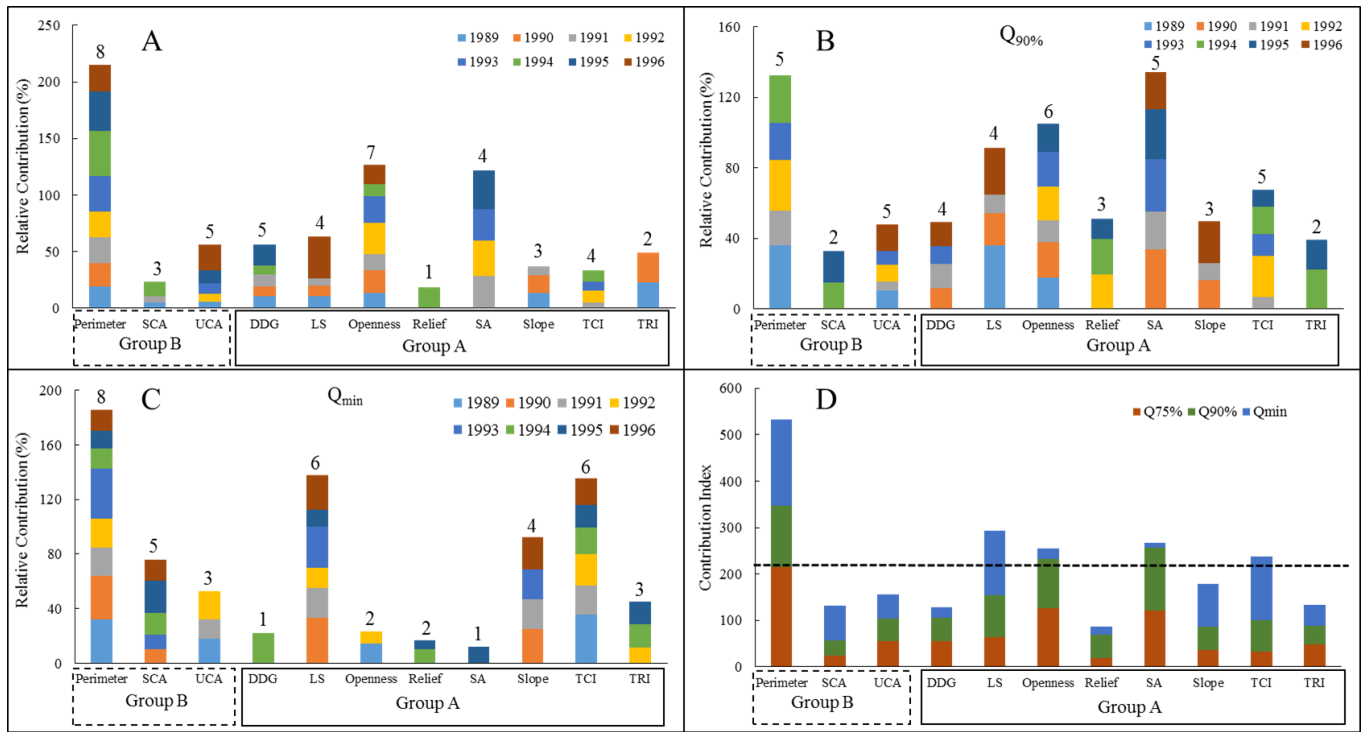 A
1989 1990 1991 1992
1993 1994 1995 1996
Relative Contribution (%)
250
200
150
100
50
0
8 3 5 5 4 7 1 4 3 4 2
Perimeter SCA UCA DDG LS Openness Relief SA Slope TCI TRI
Group B Group A
B Q90%
1989 1990 1991 1992
1993 1994 1995 1996
Relative Contribution (%)
160
120
80
40
0
5 2 5 4 4 6 3 5 3 5 2
Perimeter SCA UCA DDG LS Openness Relief SA Slope TCI TRI
Group B Group A
C Qmin
1989 1990 1991 1992
1993 1994 1995 1996
Relative Contribution (%)
200
160
120
80
40
0
8 5 3 1 6 2 2 1 4 6 3
Perimeter SCA UCA DDG LS Openness Relief SA Slope TCI TRI
Group B Group A
D
Q75% Q90% Qmin
Contribution Index
600
500
400
300
200
100
0
Perimeter SCA UCA DDG LS Openness Relief SA Slope TCI TRI
Group B Group A